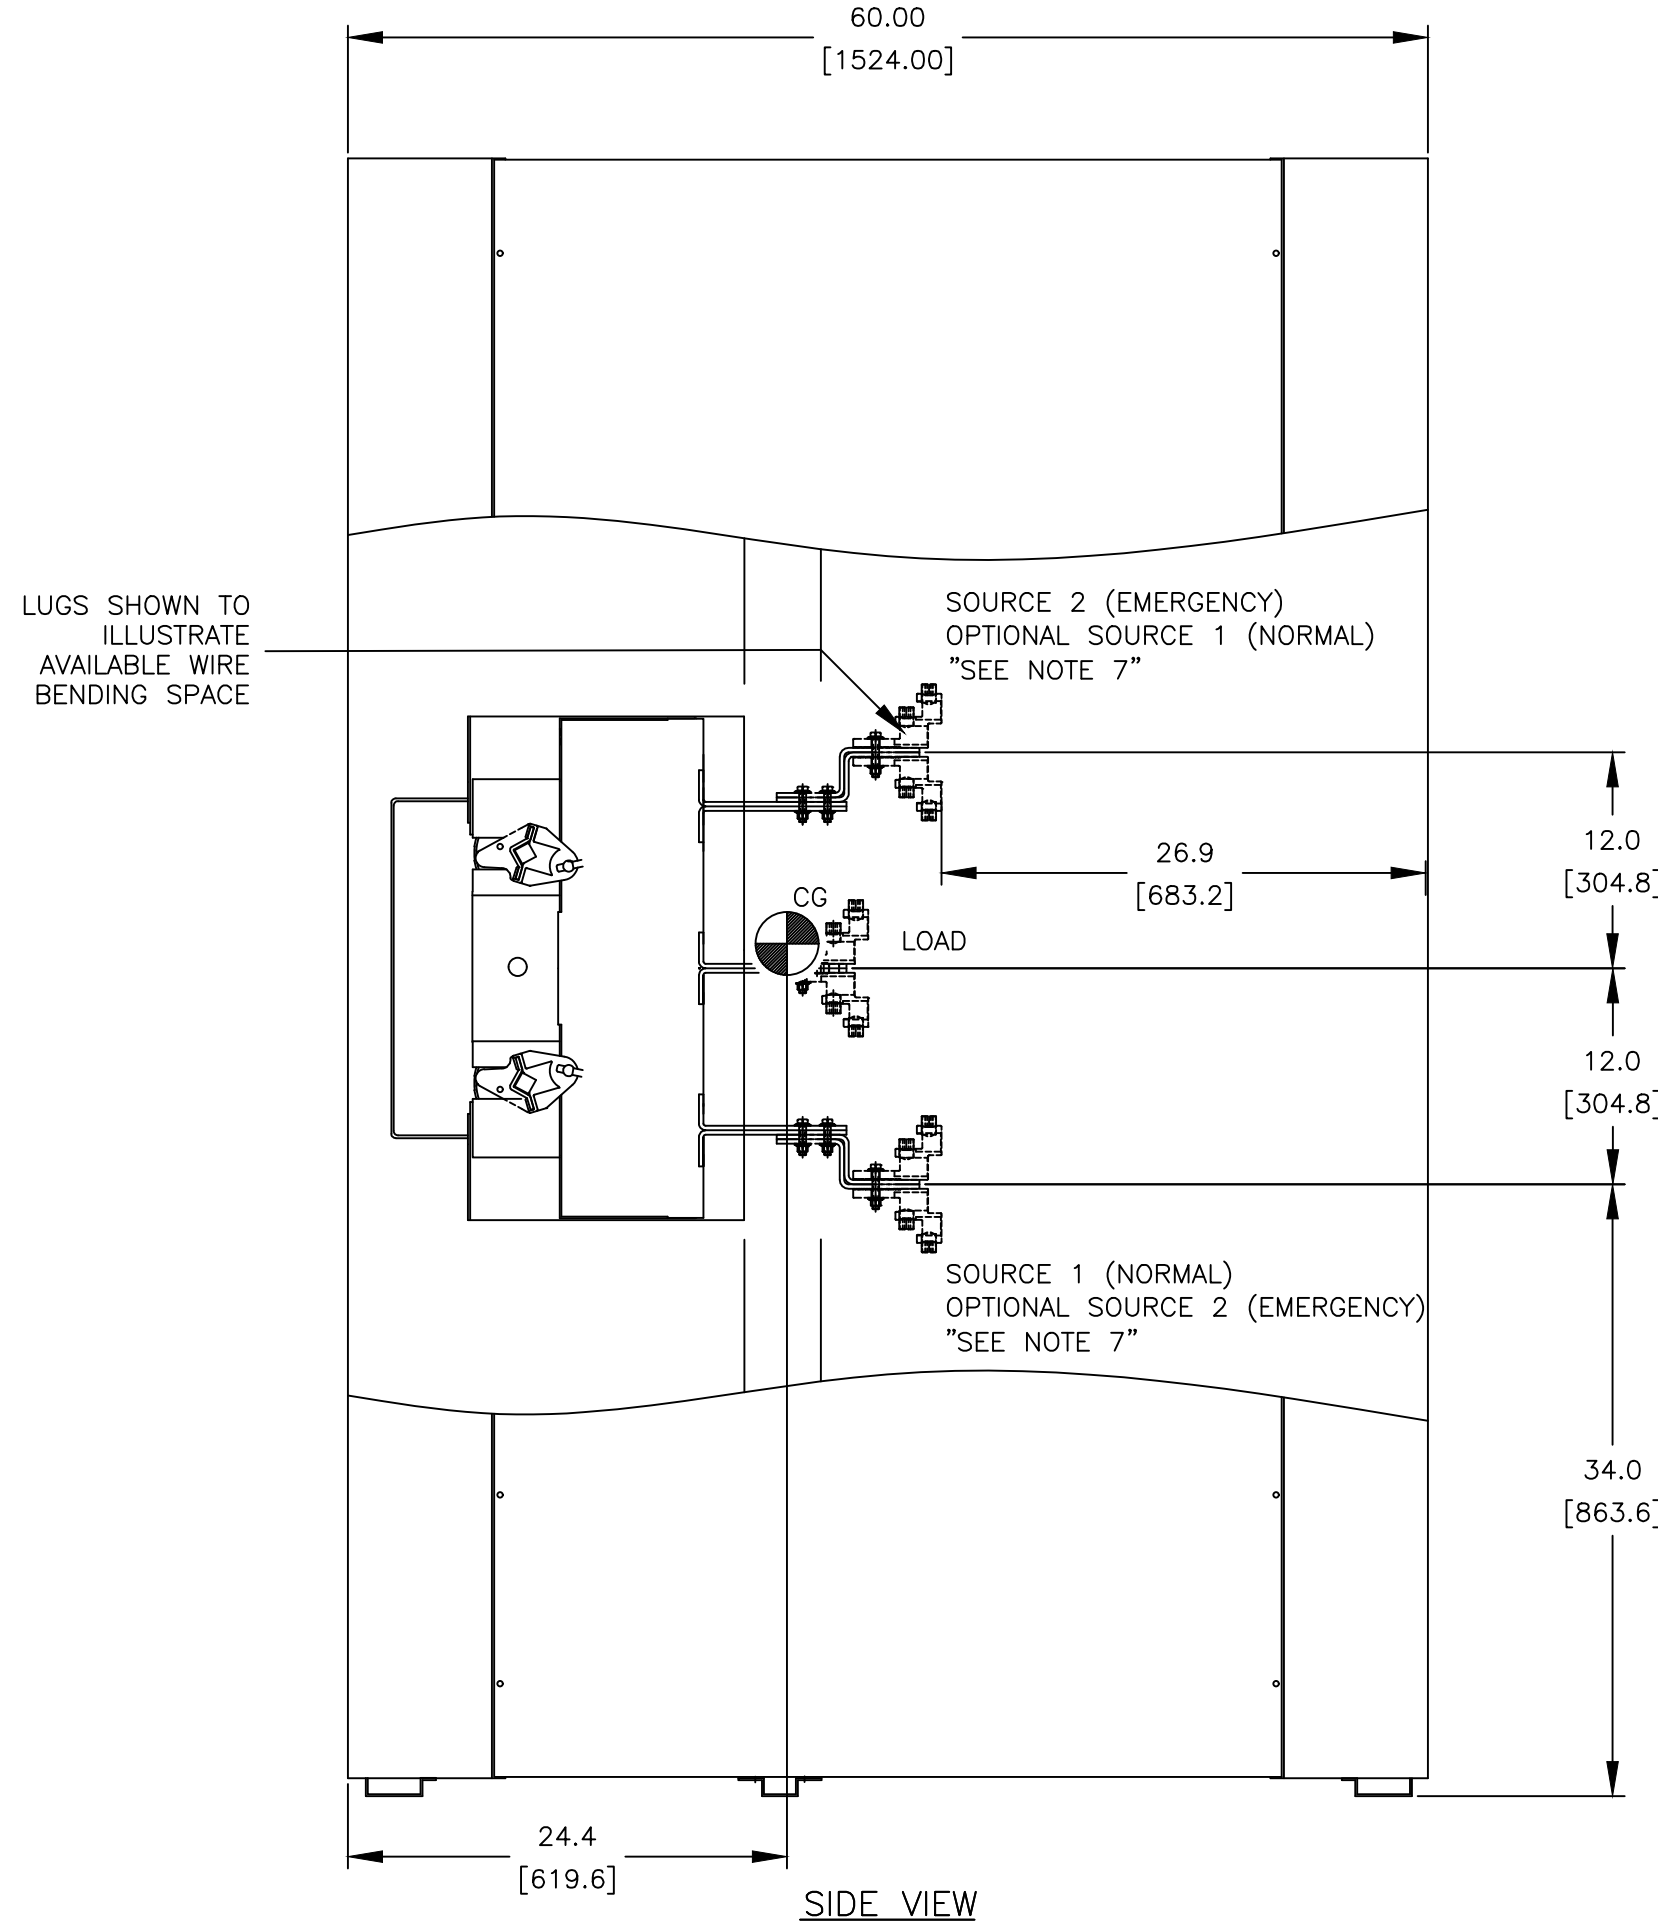 60.00
[1524.00]
LUGS SHOWN TO
ILLUSTRATE
AVAILABLE WIRE
BENDING SPACE
SOURCE 2 (EMERGENCY)
OPTIONAL SOURCE 1 (NORMAL)
"SEE NOTE 7"
12.0
[304.8]
26.9
[683.2]
CG
LOAD
12.0
[304.8]
SOURCE 1 (NORMAL)
OPTIONAL SOURCE 2 (EMERGENCY)
"SEE NOTE 7"
34.0
[863.6]
24.4
[619.6]
SIDE VIEW